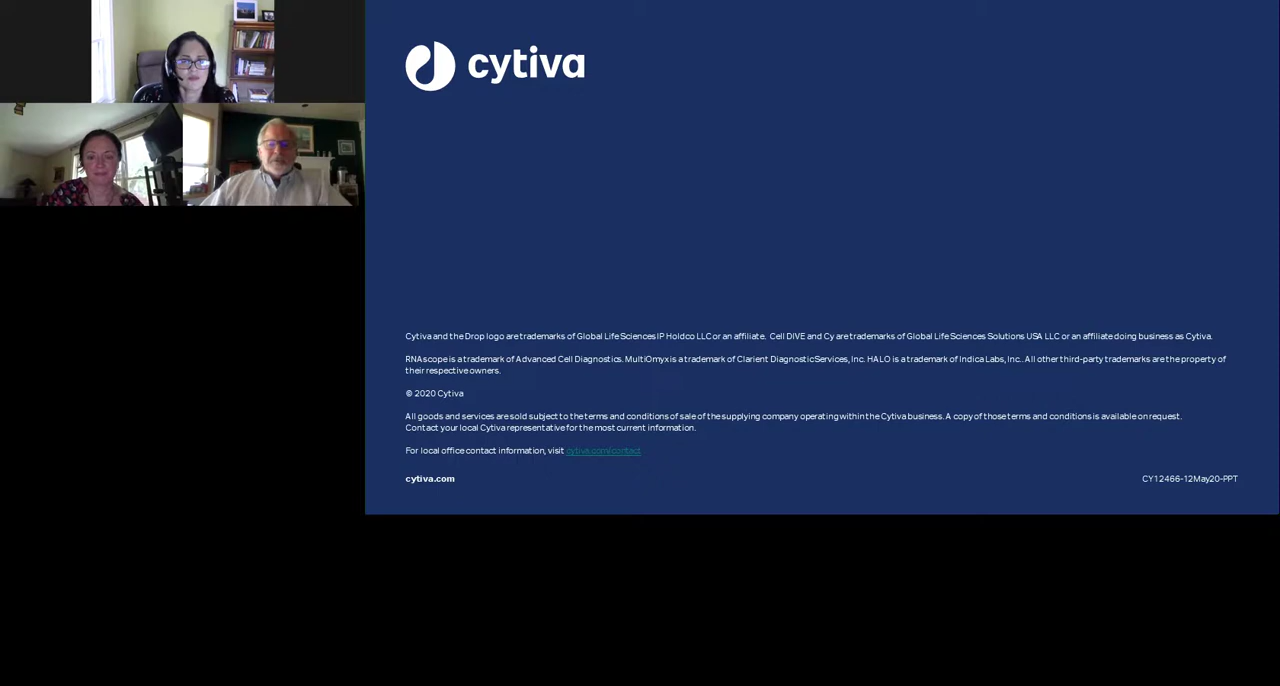 cytiva
Cytiva and the Drop logo are trademarks of Global Life Sciences IP Holdco LLC or an affiliate. Cell DIVE and Cy are trademarks of Global Life Sciences Solutions USA LLC or an affiliate doing business as Cytiva.
RNAscope is a trademark of Advanced Cell Diagnostics. MultiOmyx is a trademark of Clarient Diagnostic Services, Inc. HALO is a trademark of Indica Labs, Inc.. All other third-party trademarks are the property of
their respective owners.
© 2020 Cytiva
All goods and services are sold subject to the terms and conditions of sale of the supplying company operating within the Cytiva business. A copy of those terms and conditions is available on request.
Contact your local Cytiva representative for the most current information.
For local office contact information, visit cytiva.com/contact
cytiva.com
CY12466-12May20-PPT